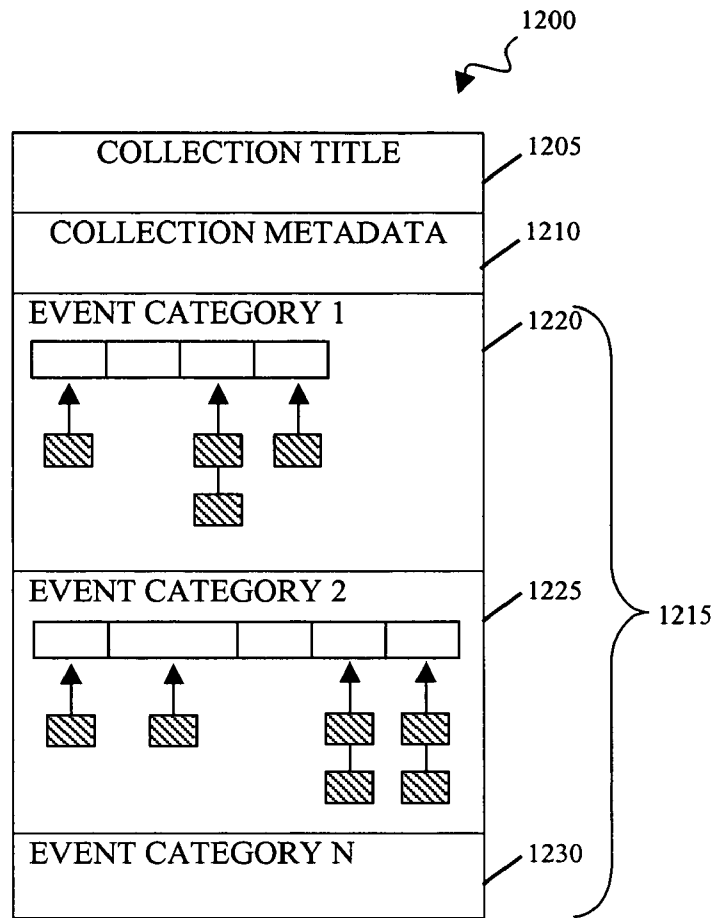 1200
COLLECTION TITLE
1205
COLLECTION METADATA
1210
EVENT CATEGORY 1
1220
EVENT CATEGORY 2
1225
1215
EVENT CATEGORY N
1230